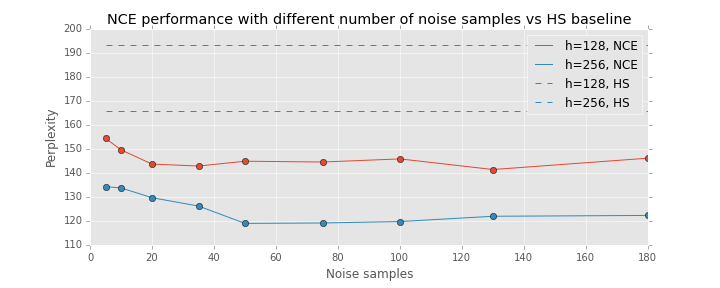 NCE performance with different number of noise samples vs HS baseline
200
190
180
170
160
150
140
130
120
110
Perplexity
h=128, NCE
h=256, NCE
h=128, HS
h=256, HS
0
20
40
60
80
100
120
140
160
180
Noise samples